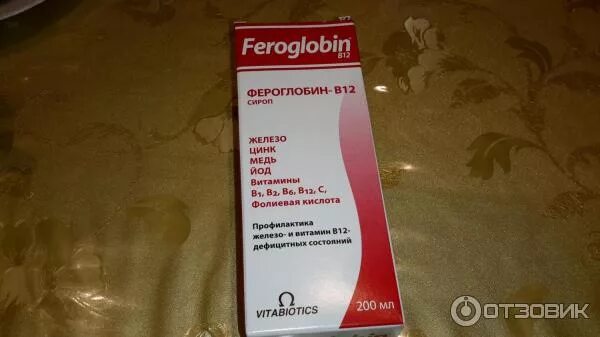 Feroglobin®
B12
ФЕРОГЛОБИН- B12
СИРОП
ЖЕЛЕЗО
ЦИНК
МЕДЬ
ЙОД
Витамины
B1, B2, B6, B12, C,
Фолиевая кислота
Профилактика
железо- и витамин B12-
дефицитных состояний
VITABIOTICS
200 мл
ОТЗОВИК